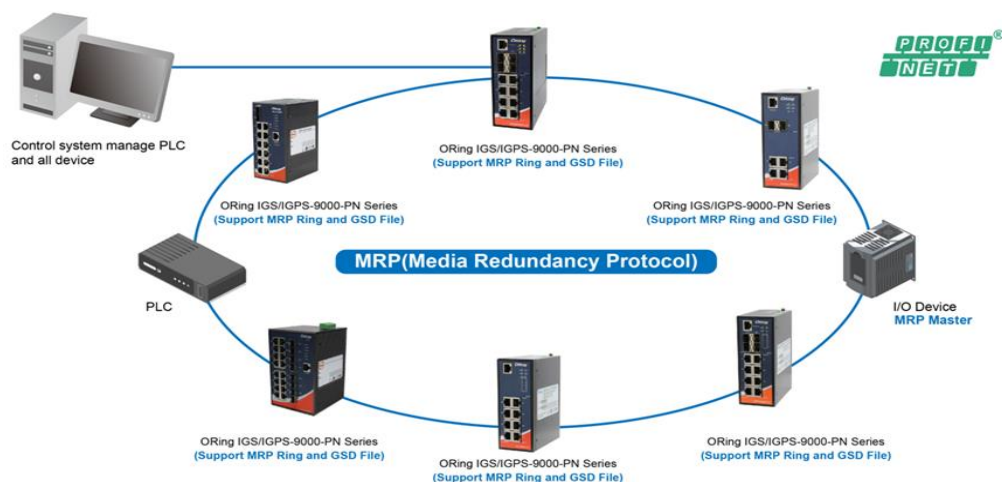 PROFI®
NET
Control system manage PLC
and all device
ORing IGS/IGPS-9000-PN Series
(Support MRP Ring and GSD File)
ORing IGS/IGPS-9000-PN Series
(Support MRP Ring and GSD File)
ORing IGS/IGPS-9000-PN Series
(Support MRP Ring and GSD File)
MRP(Media Redundancy Protocol)
PLC
I/O Device
MRP Master
ORing IGS/IGPS-9000-PN Series
(Support MRP Ring and GSD File)
ORing IGS/IGPS-9000-PN Series
(Support MRP Ring and GSD File)
ORing IGS/IGPS-9000-PN Series
(Support MRP Ring and GSD File)